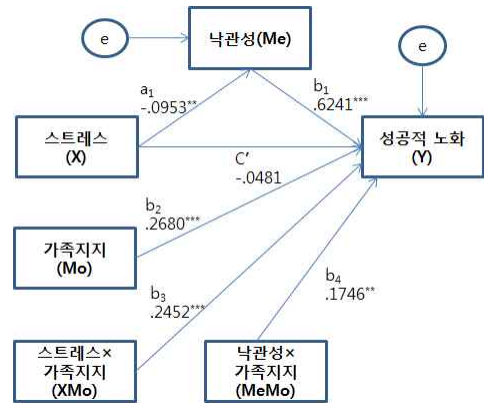 e
낙관성(Me)
e
a₁
-.0953**
b₁
.6241***
스트레스
(X)
성공적 노화
(Y)
C′
-.0481
b₂
.2680***
가족지지
(Mo)
b₃
.2452***
b₄
.1746**
스트레스×
가족지지
(XMo)
낙관성×
가족지지
(MeMo)